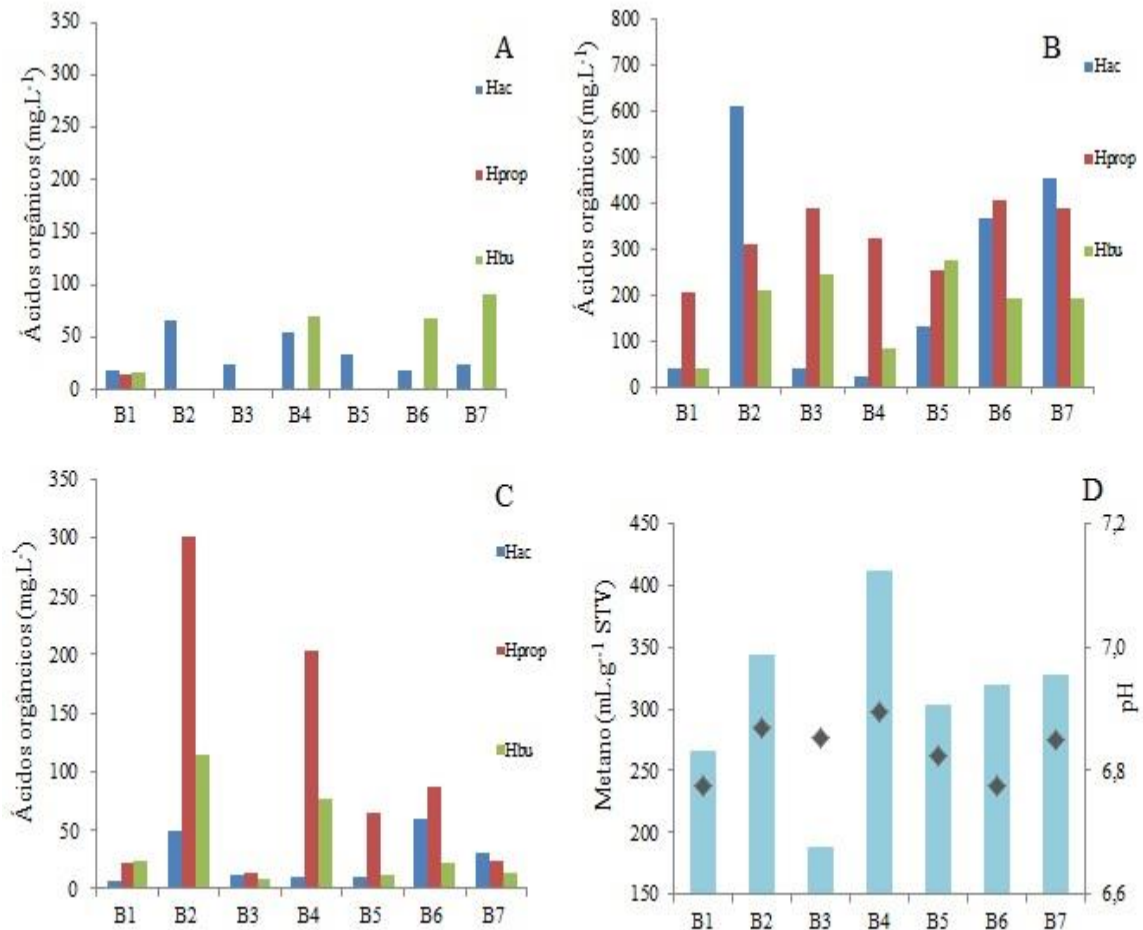 A
Ácidos orgânicos (mg.L⁻¹)
350
300
250
200
150
100
50
0
B1 B2 B3 B4 B5 B6 B7
Hac
Hprop
Hbu
B
Ácidos orgânicos (mg.L⁻¹)
800
700
600
500
400
300
200
100
0
B1 B2 B3 B4 B5 B6 B7
Hac
Hprop
Hbu
C
Ácidos orgâncicos (mg.L⁻¹)
350
300
250
200
150
100
50
0
B1 B2 B3 B4 B5 B6 B7
Hac
Hprop
Hbu
D
Metano (mL.g⁻¹ STV)
450
400
350
300
250
200
150
B1 B2 B3 B4 B5 B6 B7
7,2
7,0
6,8
6,6
pH